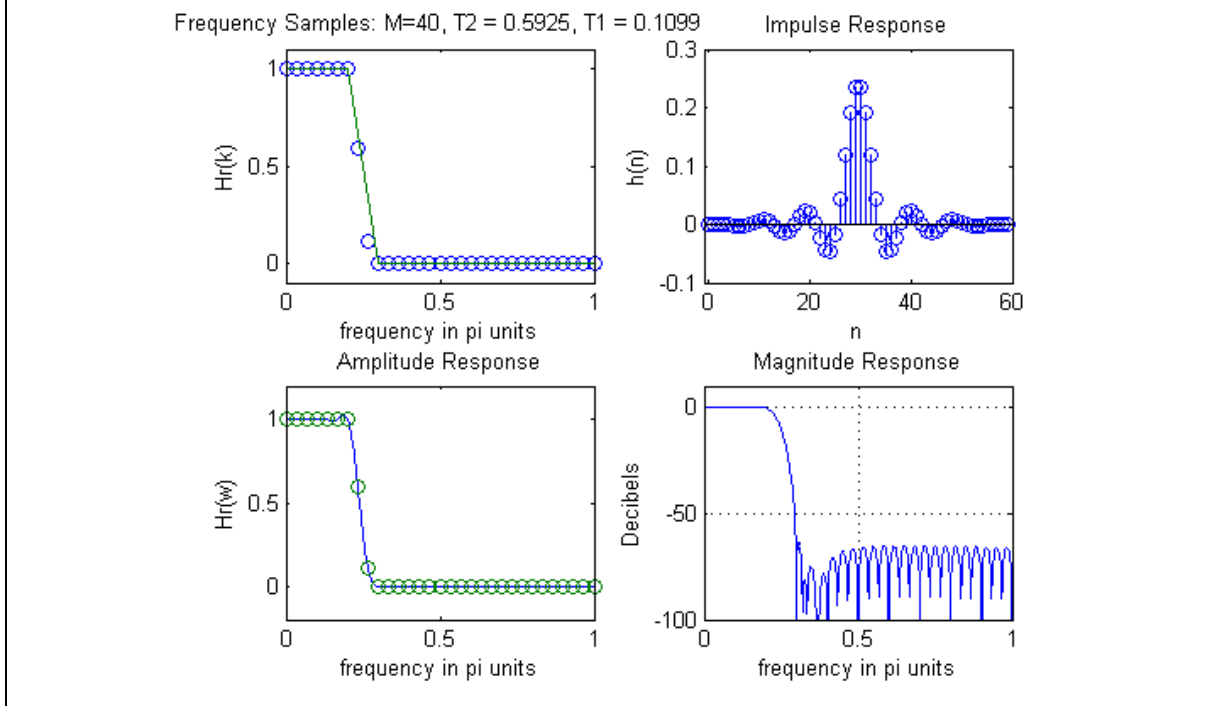 Frequency Samples: M=40, T2 = 0.5925, T1 = 0.1099
1
0.5
0
Hr(k)
0 0.5 1
frequency in pi units
Impulse Response
0.3
0.2
0.1
0
-0.1
h(n)
0 20 40 60
n
Amplitude Response
1
0.5
0
Hr(w)
0 0.5 1
frequency in pi units
Magnitude Response
0
-50
-100
Decibels
0 0.5 1
frequency in pi units